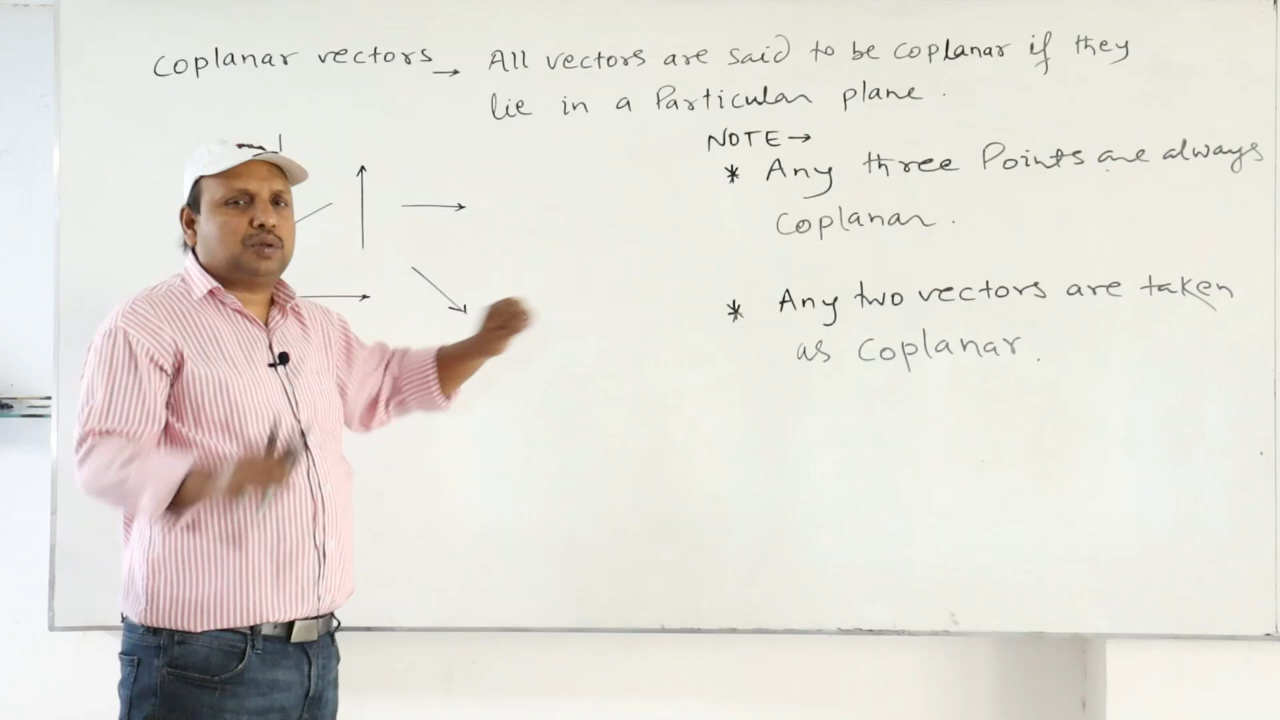 coplanar vectors → All vectors are said to be coplanar if they
lie in a Particular plane.
NOTE →
* Any three Points are always
Coplanar.
* Any two vectors are taken
as Coplanar.